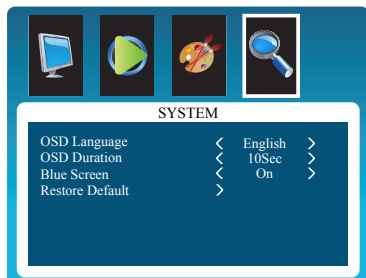 SYSTEM
OSD Language < English >
OSD Duration < 10Sec >
Blue Screen < On >
Restore Default >